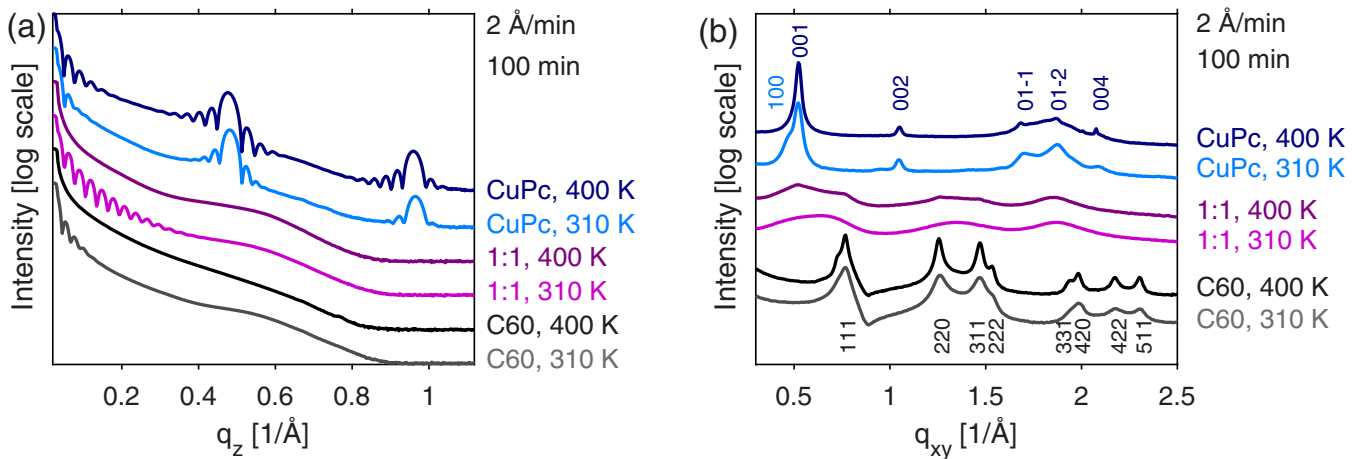 (a)
Intensity [log scale]
0.2
0.4
0.6
0.8
1
q_z [1/Å]
2 Å/min
100 min
CuPc, 400 K
CuPc, 310 K
1:1, 400 K
1:1, 310 K
C60, 400 K
C60, 310 K
(b)
Intensity [log scale]
100
001
002
01-1
01-2
004
111
220
311
222
331
420
422
511
0.5
1
1.5
2
2.5
q_xy [1/Å]
2 Å/min
100 min
CuPc, 400 K
CuPc, 310 K
1:1, 400 K
1:1, 310 K
C60, 400 K
C60, 310 K